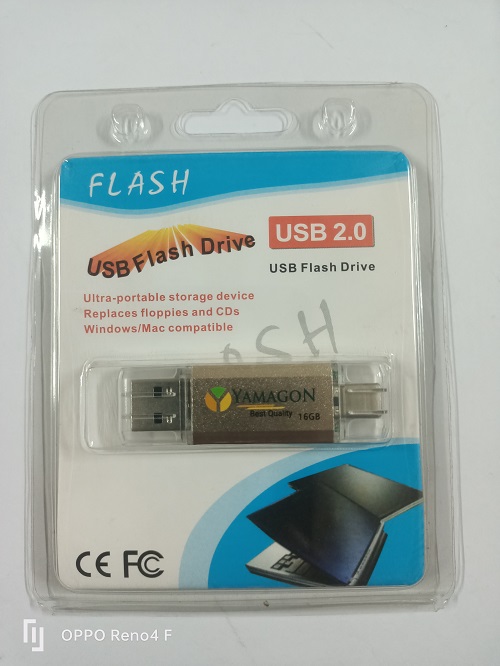 FLASH
USB Flash Drive
USB 2.0
USB Flash Drive
Ultra-portable storage device
Replaces floppies and CDs
Windows/Mac compatible
YAMAGON
Best Quality
16GB
CE FC
OPPO Reno4 F